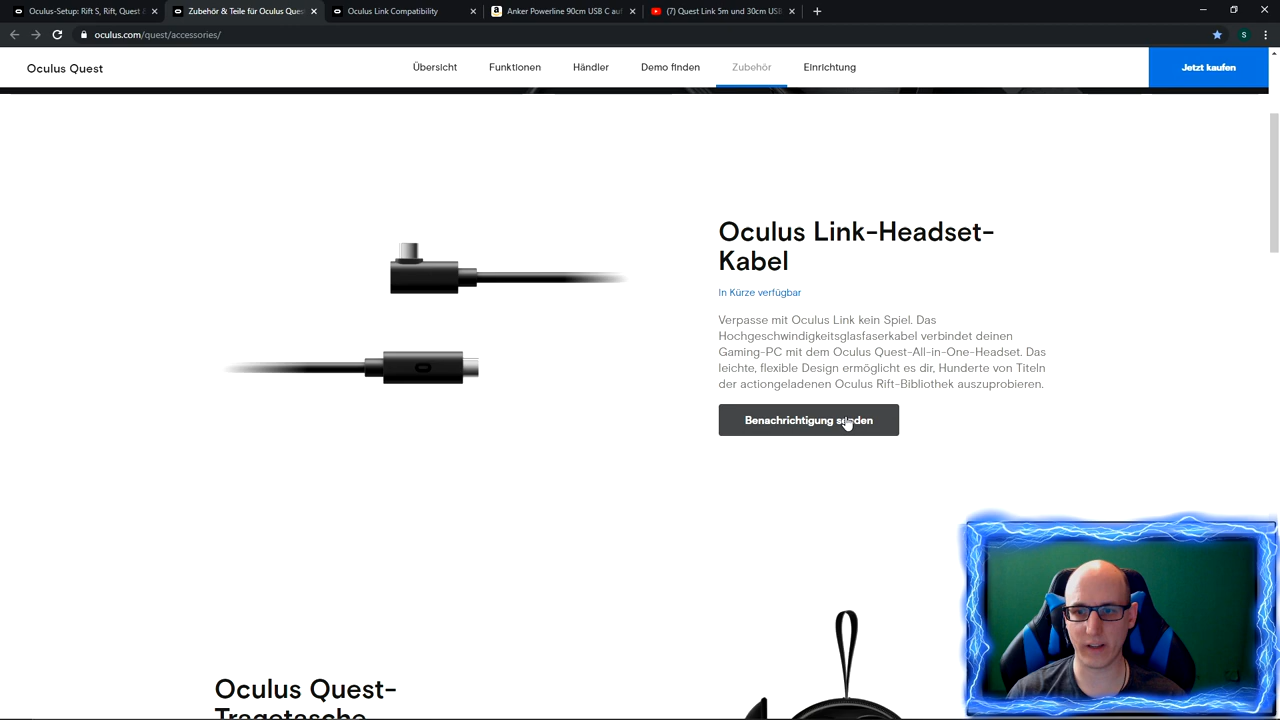 Oculus-Setup: Rift S, Rift, Quest &
Zubehör & Teile für Oculus Ques
Oculus Link Compatibility
Anker Powerline 90cm USB C auf
(7) Quest Link 5m und 30cm USB
oculus.com/quest/accessories/
S
Oculus Quest
Übersicht
Funktionen
Händler
Demo finden
Zubehör
Einrichtung
Jetzt kaufen
Oculus Link-Headset-
Kabel
In Kürze verfügbar
Verpasse mit Oculus Link kein Spiel. Das
Hochgeschwindigkeitsglasfaserkabel verbindet deinen
Gaming-PC mit dem Oculus Quest-All-in-One-Headset. Das
leichte, flexible Design ermöglicht es dir, Hunderte von Titeln
der actiongeladenen Oculus Rift-Bibliothek auszuprobieren.
Benachrichtigung senden
Oculus Quest-
Tragetasche